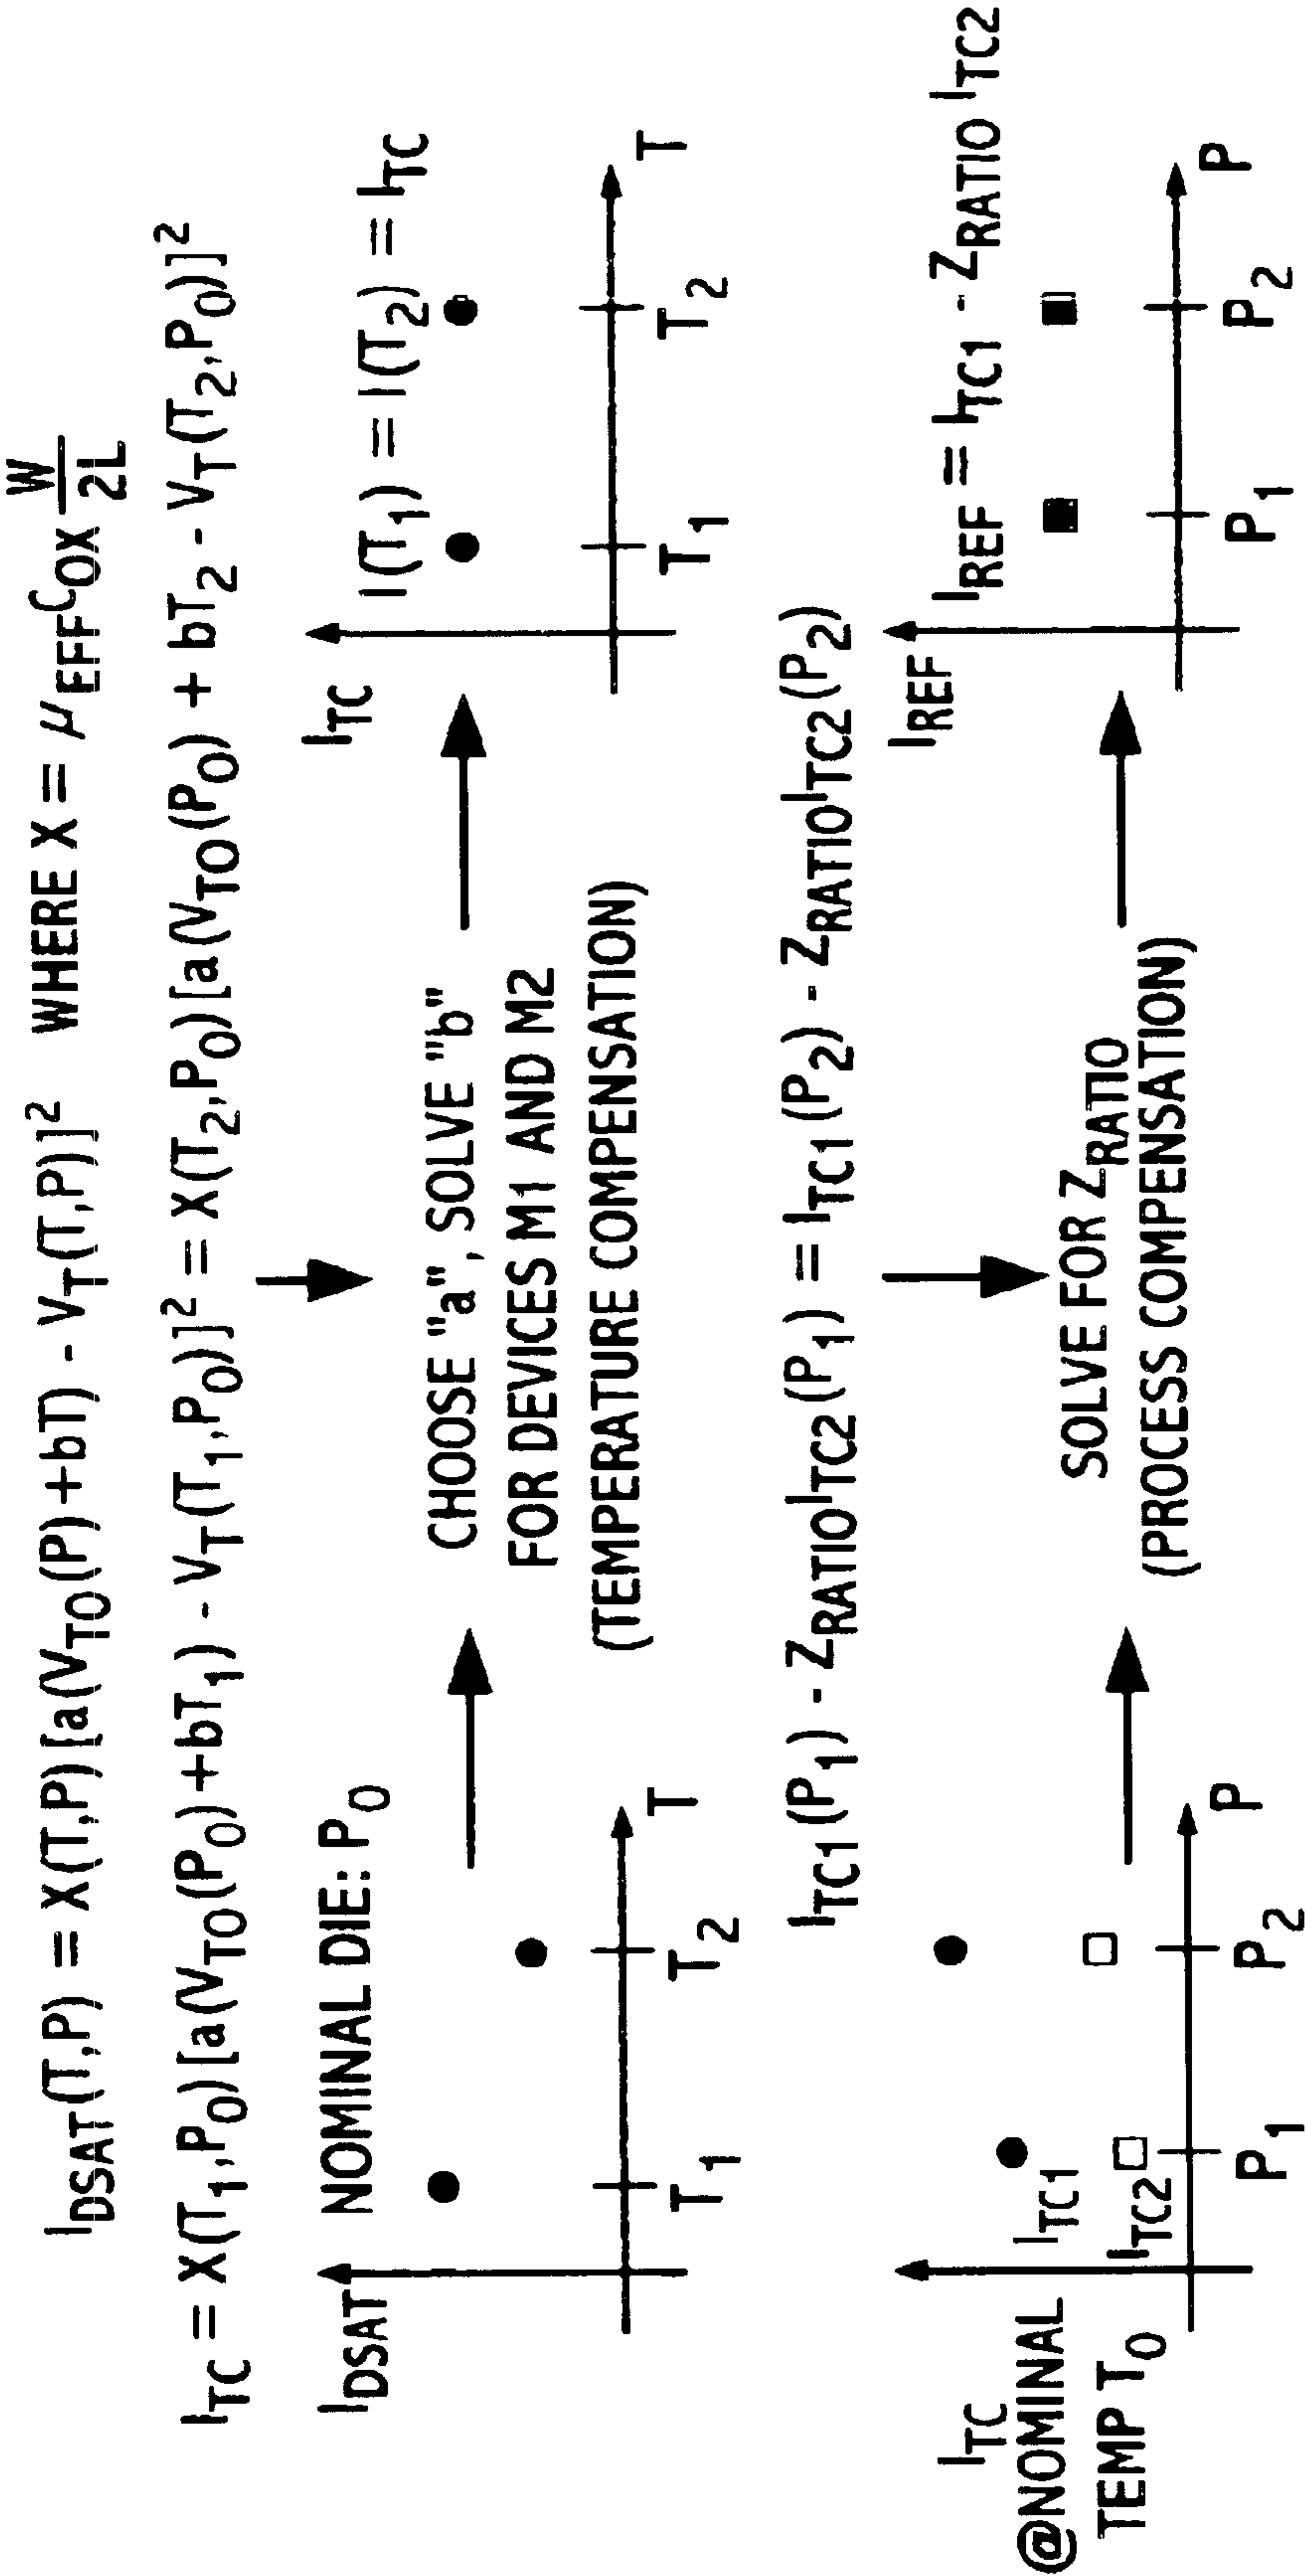 I_DSAT(T,P) = X(T,P)[a(V_TO(P)+bT) - V_T(T,P)]² WHERE X = μ_EFF C_OX W/2L
I_TC = X(T_1,P_0)[a(V_TO(P_0)+bT_1) - V_T(T_1,P_0)]² = X(T_2,P_0)[a(V_TO(P_0) + bT_2 - V_T(T_2,P_0)]²
I_DSAT
NOMINAL DIE: P_0
T_1
T_2
T
CHOOSE "a", SOLVE "b"
FOR DEVICES M1 AND M2
(TEMPERATURE COMPENSATION)
I_TC
I(T_1) = I(T_2) = I_TC
T_1
T_2
T
I_TC1(P_1) - Z_RATIO I_TC2(P_1) = I_TC1(P_2) - Z_RATIO I_TC2(P_2)
I_TC
@NOMINAL
TEMP T_0
I_TC1
I_TC2
P_1
P_2
P
SOLVE FOR Z_RATIO
(PROCESS COMPENSATION)
I_REF
I_REF = I_TC1 - Z_RATIO I_TC2
P_1
P_2
P